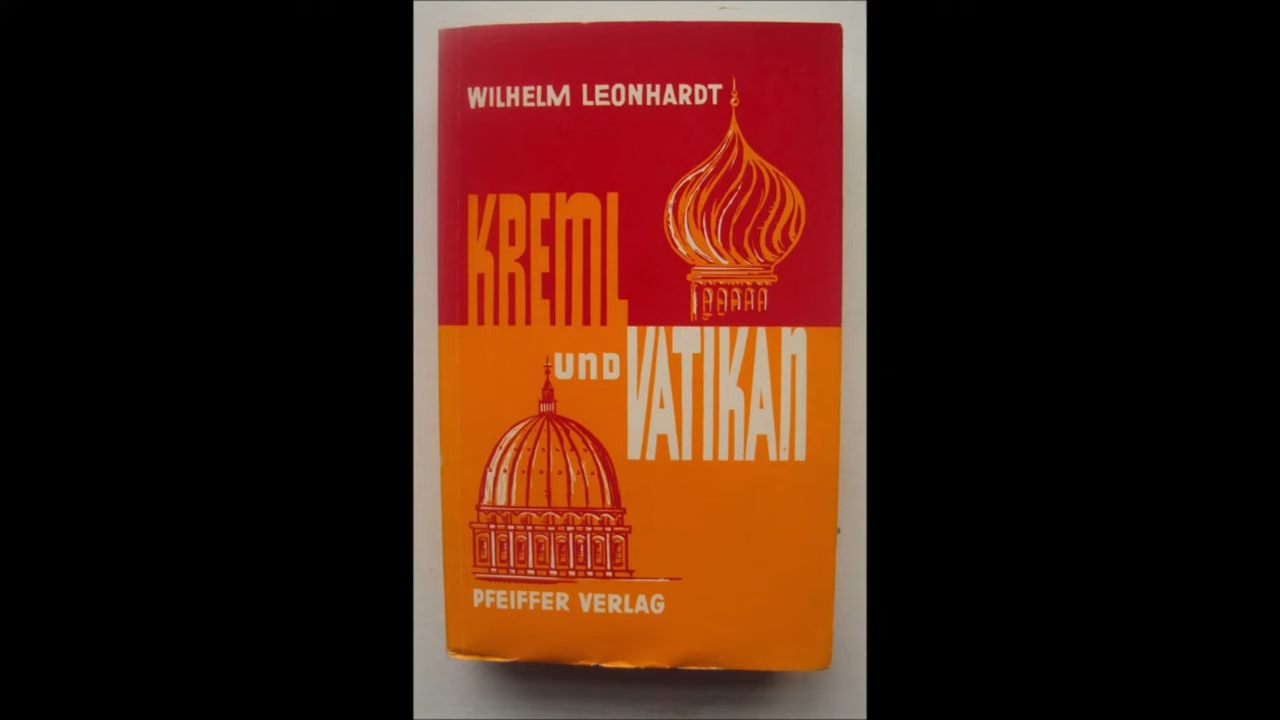 WILHELM LEONHARDT
KREML
und
VATIKAN
PFEIFFER VERLAG